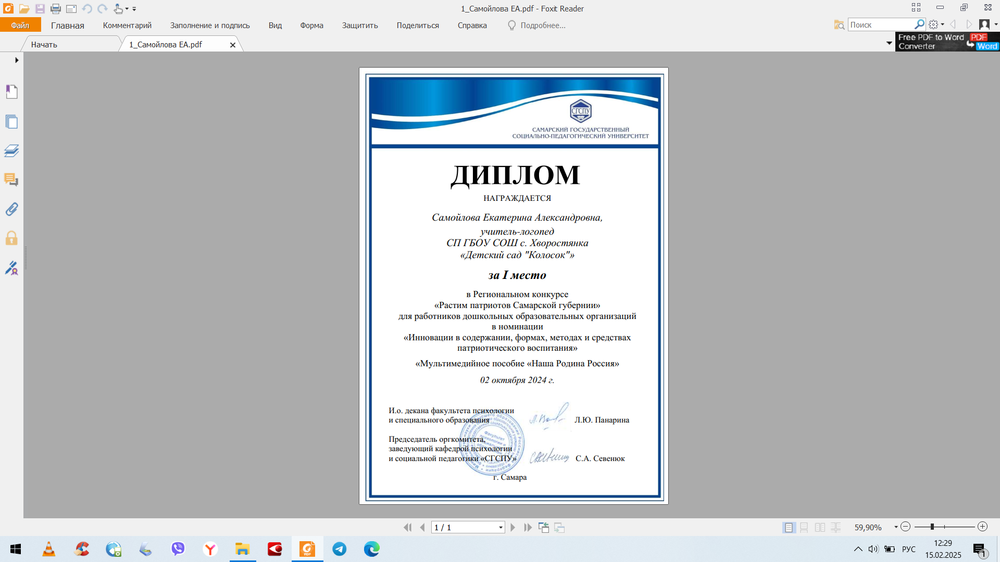 1_Самойлова ЕА.pdf - Foxit Reader
Файл Главная Комментарий Заполнение и подпись Вид Форма Защитить Поделиться Справка Подробнее... Поиск
Начать 1_Самойлова ЕА.pdf
Free PDF to Word PDF
Converter Word
СГСПУ
САМАРСКИЙ ГОСУДАРСТВЕННЫЙ
СОЦИАЛЬНО-ПЕДАГОГИЧЕСКИЙ УНИВЕРСИТЕТ
ДИПЛОМ
НАГРАЖДАЕТСЯ
Самойлова Екатерина Александровна,
учитель-логопед
СП ГБОУ СОШ с. Хворостянка
«Детский сад "Колосок"»
за I место
в Региональном конкурсе
«Растим патриотов Самарской губернии»
для работников дошкольных образовательных организаций
в номинации
«Инновации в содержании, формах, методах и средствах
патриотического воспитания»
«Мультимедийное пособие «Наша Родина Россия»
02 октября 2024 г.
И.о. декана факультета психологии
и специального образования Л.Ю. Панарина
Председатель оргкомитета,
заведующий кафедрой психологии
и социальной педагогики «СГСПУ» С.А. Севенюк
г. Самара
1 / 1
59,90%
РУС
12:29
15.02.2025
1